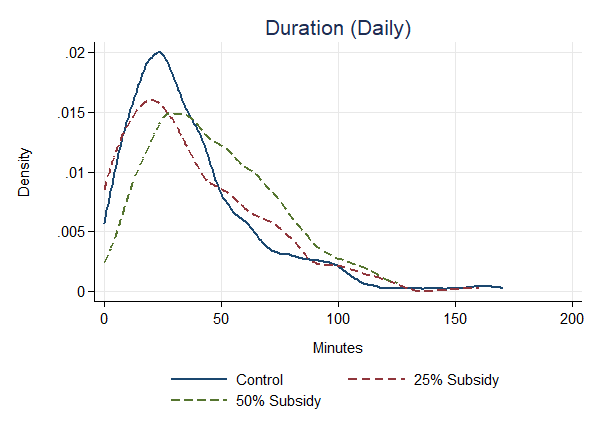 Duration (Daily)
.02
.015
.01
.005
0
Density
0 50 100 150 200
Minutes
Control 25% Subsidy
50% Subsidy